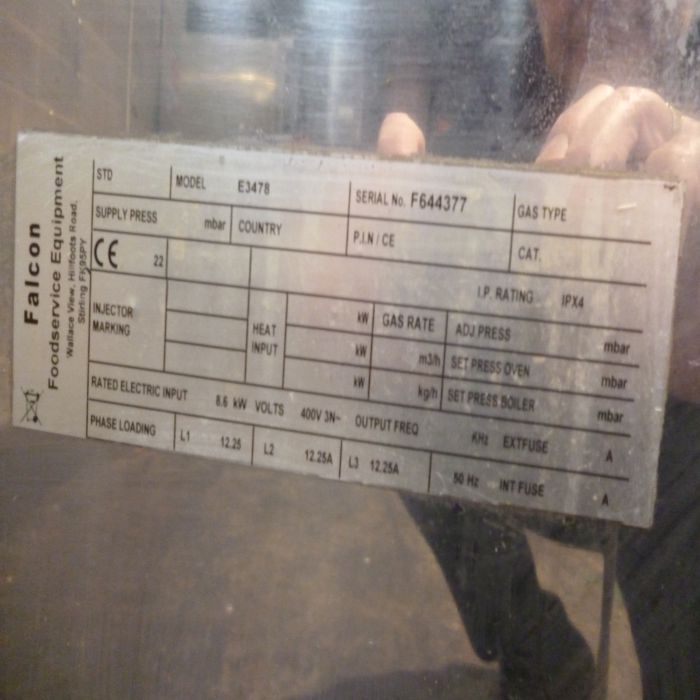 Falcon
Foodservice Equipment
Wallace View, Hillfoots Road,
Stirling FK95PY
STD MODEL E3478 SERIAL No. F644377 GAS TYPE
SUPPLY PRESS mbar COUNTRY P.I.N / CE CAT.
CE 22 I.P. RATING IPX4
INJECTOR MARKING HEAT INPUT kW GAS RATE ADJ PRESS mbar
kW m3/h SET PRESS OVEN mbar
kW kg/h SET PRESS BOILER mbar
RATED ELECTRIC INPUT 8.6 kW VOLTS 400V 3N~ OUTPUT FREQ KHz EXTFUSE A
PHASE LOADING L1 12.25 L2 12.25A L3 12.25A 50 Hz INT FUSE A